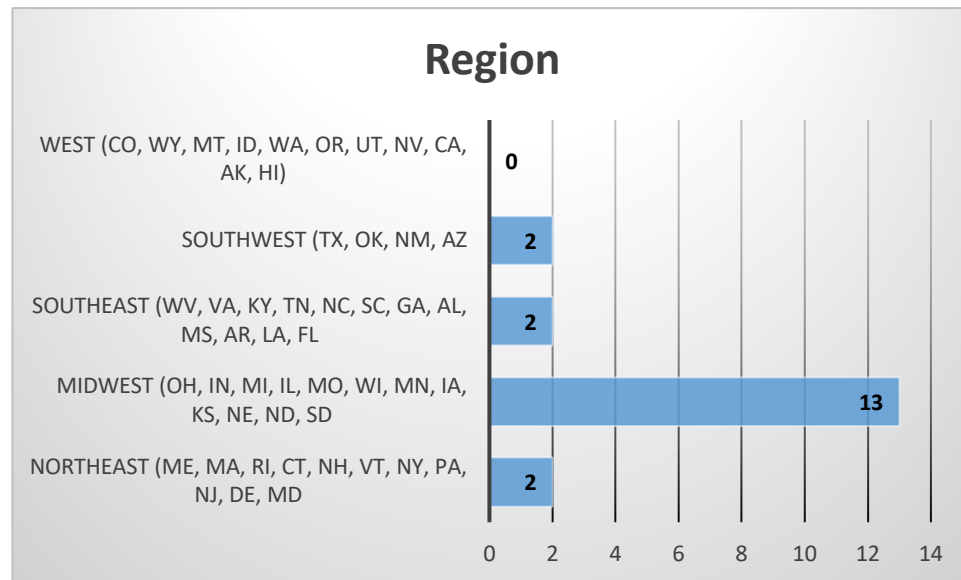 Region
WEST (CO, WY, MT, ID, WA, OR, UT, NV, CA,
AK, HI)
0
SOUTHWEST (TX, OK, NM, AZ
2
SOUTHEAST (WV, VA, KY, TN, NC, SC, GA, AL,
MS, AR, LA, FL
2
MIDWEST (OH, IN, MI, IL, MO, WI, MN, IA,
KS, NE, ND, SD
13
NORTHEAST (ME, MA, RI, CT, NH, VT, NY, PA,
NJ, DE, MD
2
0 2 4 6 8 10 12 14